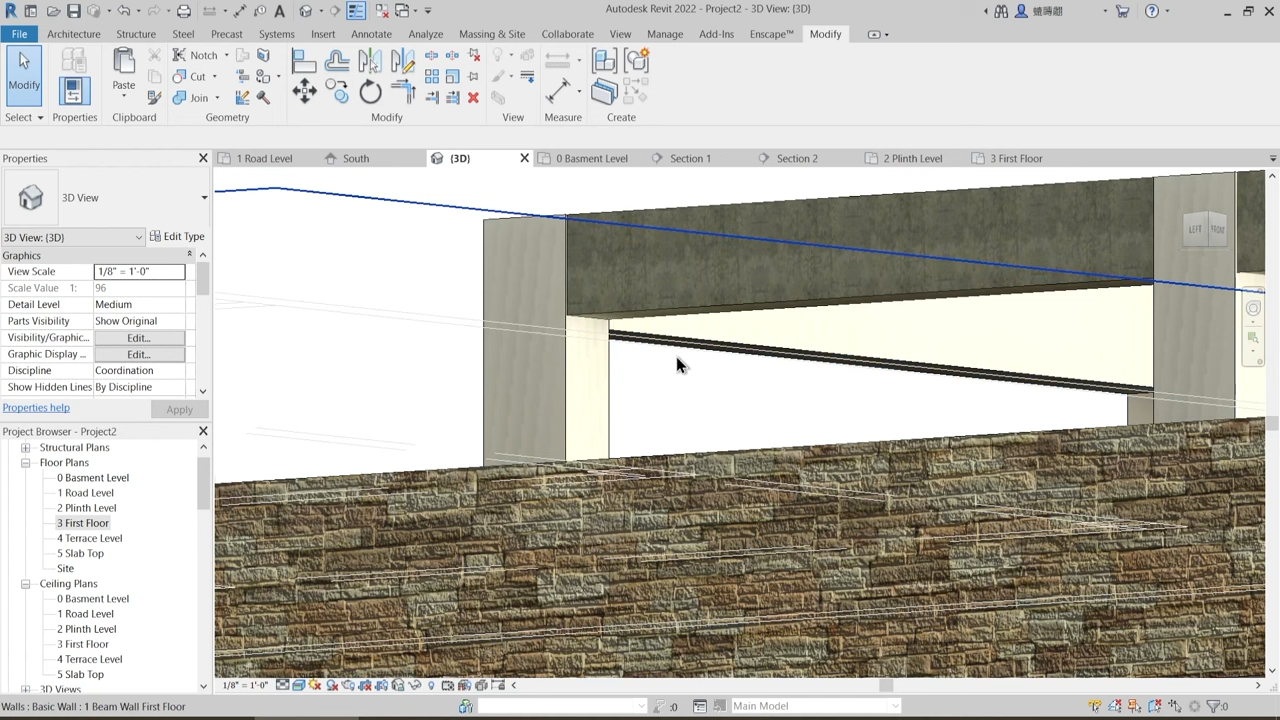 Autodesk Revit 2022 - Project2 - 3D View: {3D}
File Architecture Structure Steel Precast Systems Insert Annotate Analyze Massing & Site Collaborate View Manage Add-Ins Enscape™ Modify
Modify
Paste
Notch
Cut
Join
Select Properties Clipboard Geometry Modify View Measure Create
Properties
1 Road Level South {3D} 0 Basment Level Section 1 Section 2 2 Plinth Level 3 First Floor
3D View
3D View: {3D} Edit Type
Graphics
View Scale 1/8" = 1'-0"
Scale Value 1: 96
Detail Level Medium
Parts Visibility Show Original
Visibility/Graphic... Edit...
Graphic Display ... Edit...
Discipline Coordination
Show Hidden Lines By Discipline
Properties help Apply
LEFT FRONT
Project Browser - Project2
Structural Plans
Floor Plans
0 Basment Level
1 Road Level
2 Plinth Level
3 First Floor
4 Terrace Level
5 Slab Top
Site
Ceiling Plans
0 Basment Level
1 Road Level
2 Plinth Level
3 First Floor
4 Terrace Level
5 Slab Top
3D Views
1/8" = 1'-0"
Walls : Basic Wall : 1 Beam Wall First Floor :0 Main Model :0